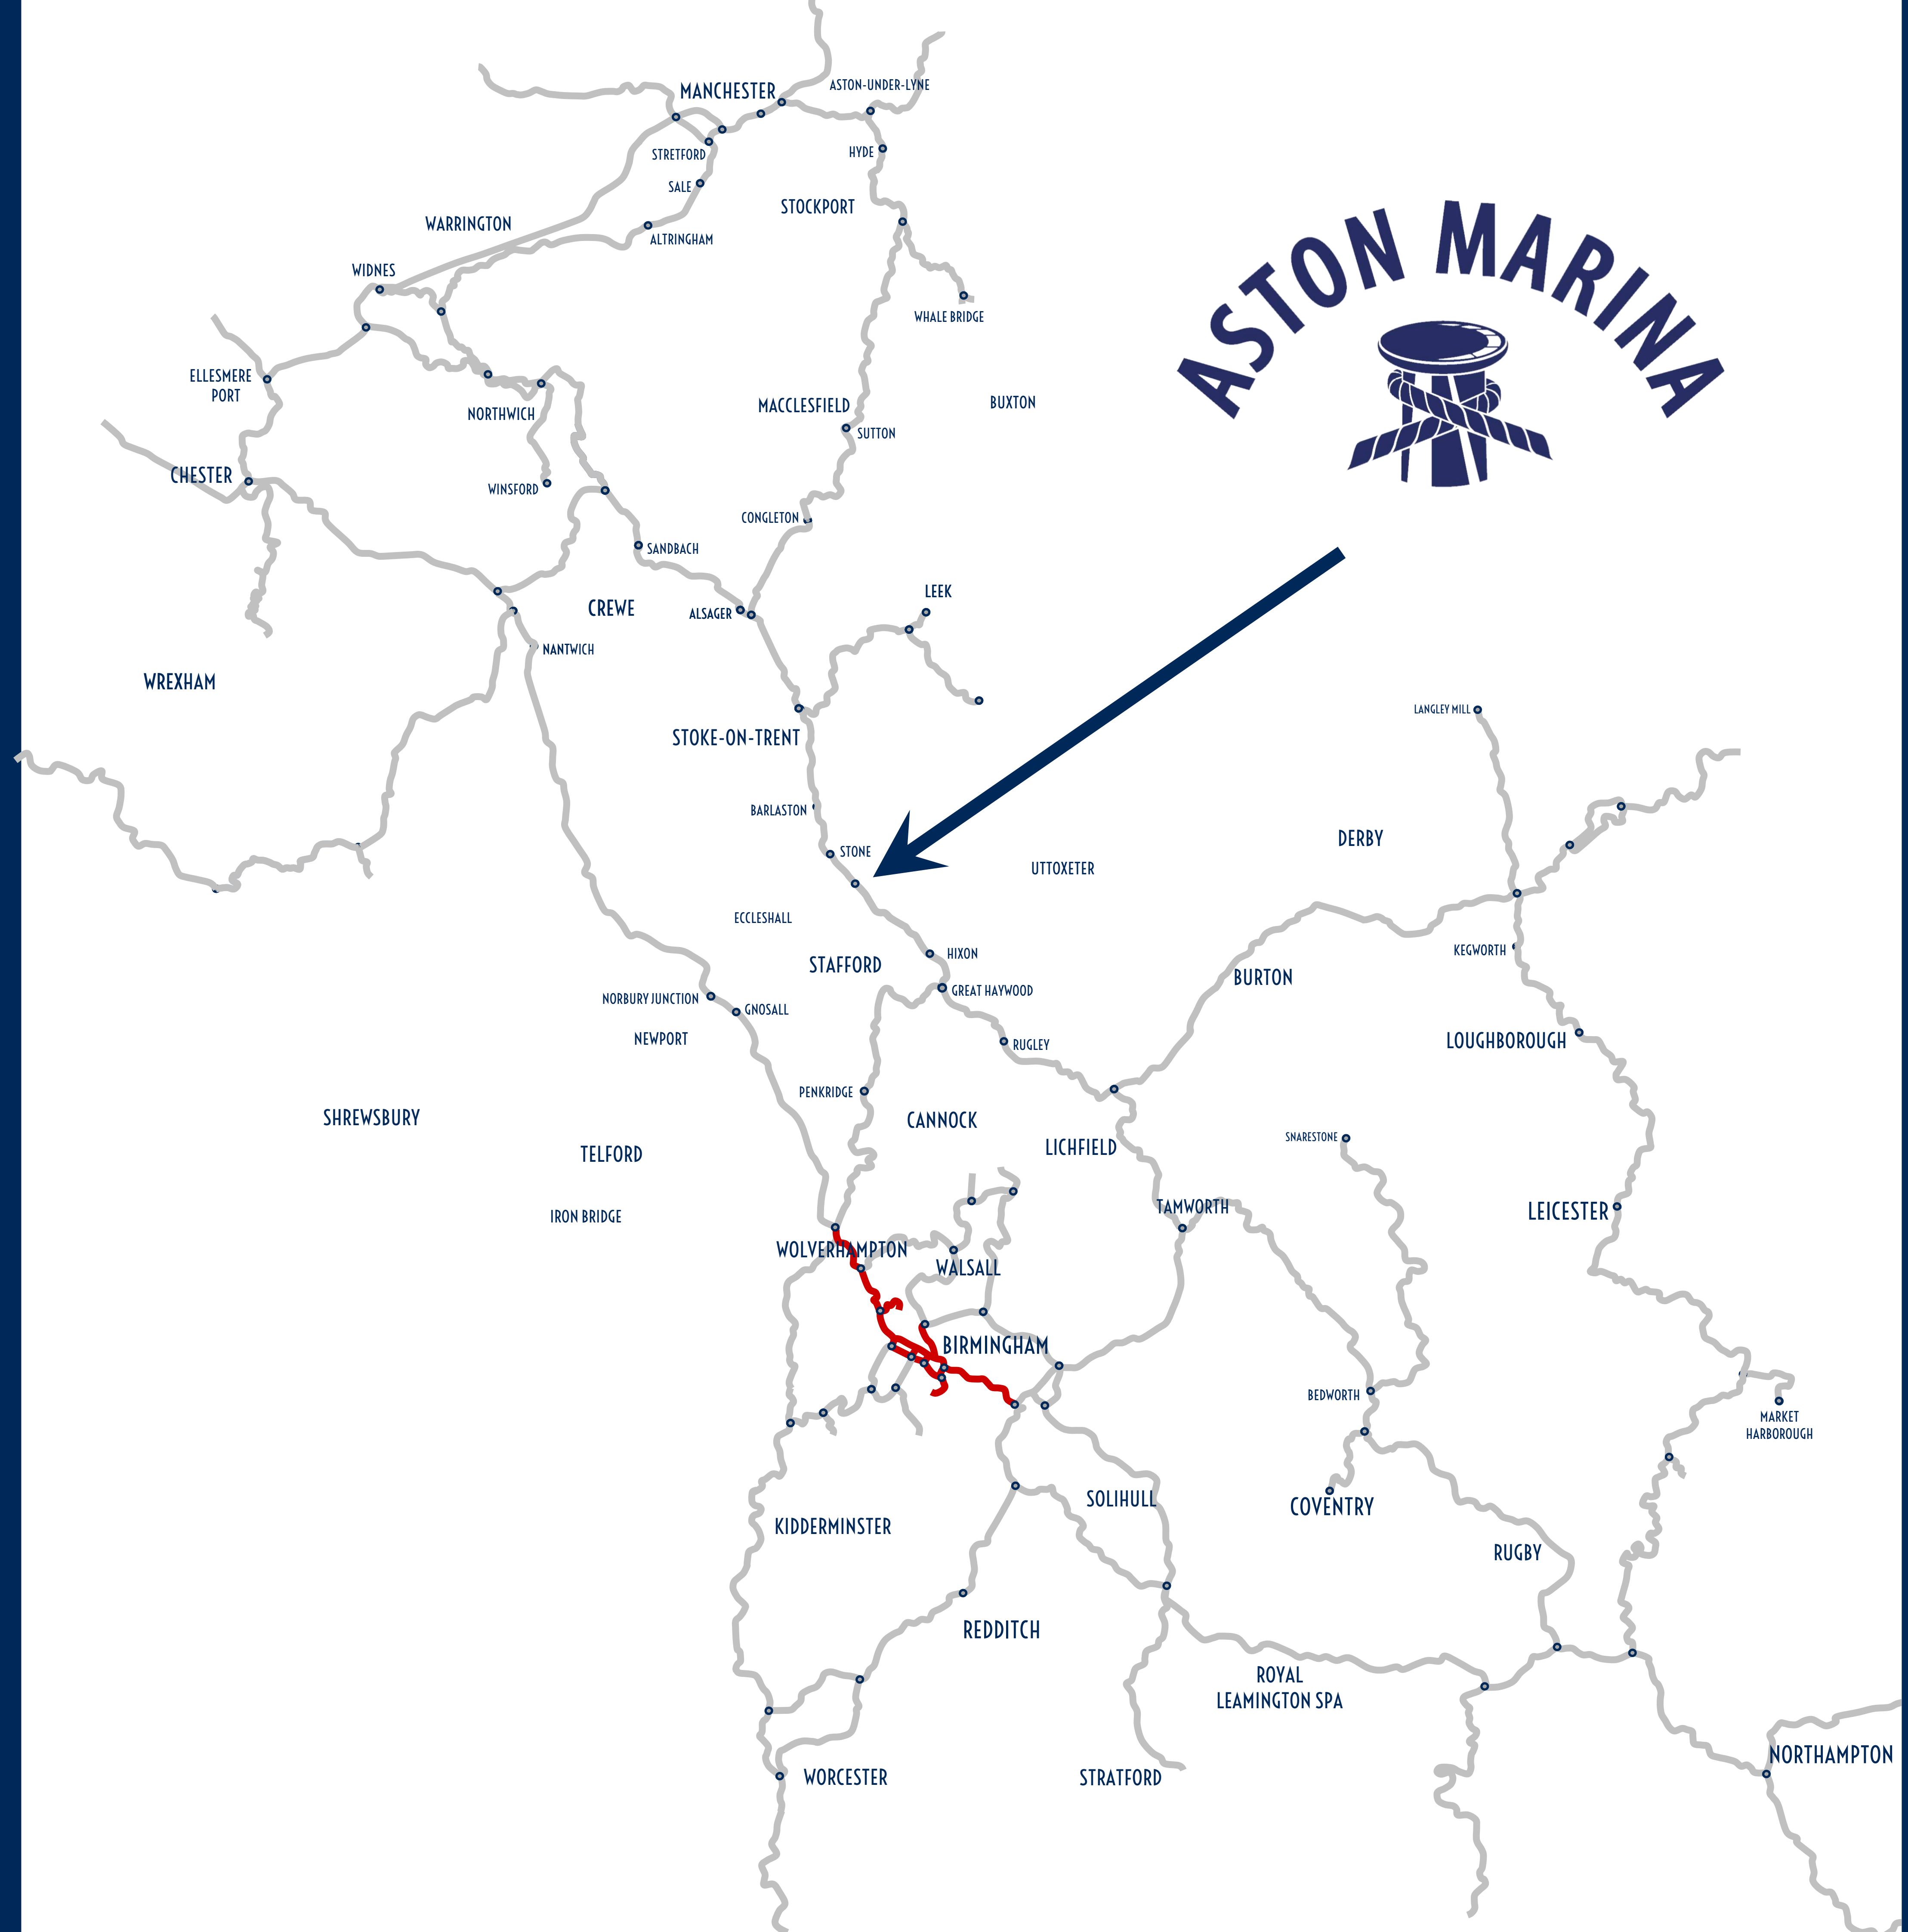 MANCHESTER
ASTON-UNDER-LYNE
STRETFORD
HYDE
SALE
STOCKPORT
WARRINGTON
ALTRINGHAM
WIDNES
WHALE BRIDGE
ASTON MARINA
ELLESMERE
PORT
NORTHWICH
MACCLESFIELD
BUXTON
SUTTON
CHESTER
WINSFORD
CONGLETON
SANDBACH
LEEK
CREWE
ALSAGER
NANTWICH
WREXHAM
LANGLEY MILL
STOKE-ON-TRENT
BARLASTON
DERBY
STONE
UTTOXETER
ECCLESHALL
HIXON
KEGWORTH
STAFFORD
BURTON
GREAT HAYWOOD
NORBURY JUNCTION
GNOSALL
NEWPORT
RUGLEY
LOUGHBOROUGH
PENKRIDGE
SHREWSBURY
CANNOCK
SNARESTONE
LICHFIELD
TELFORD
TAMWORTH
LEICESTER
IRON BRIDGE
WOLVERHAMPTON
WALSALL
BIRMINGHAM
BEDWORTH
MARKET
HARBOROUGH
SOLIHULL
COVENTRY
KIDDERMINSTER
RUGBY
REDDITCH
ROYAL
LEAMINGTON SPA
NORTHAMPTON
WORCESTER
STRATFORD